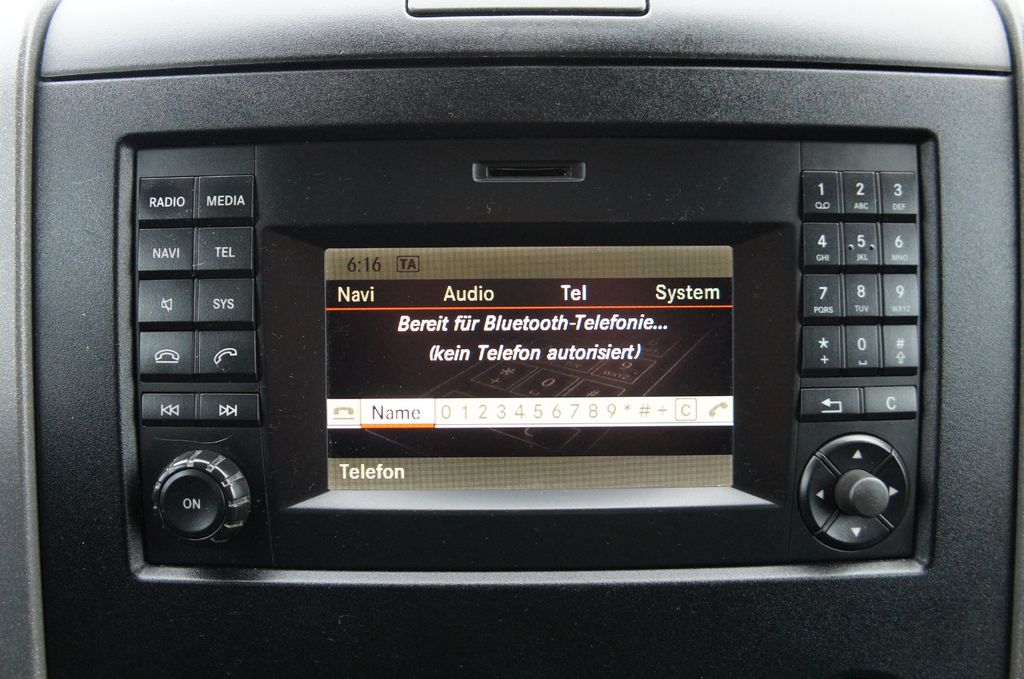 RADIO MEDIA
NAVI TEL
SYS
ON
6:16 TA
Navi Audio Tel System
Bereit für Bluetooth-Telefonie...
(kein Telefon autorisiert)
Name 0 1 2 3 4 5 6 7 8 9 * # + C
Telefon
1 2 3
ABC DEF
4 5 6
GHI JKL MNO
7 8 9
PQRS TUV WXYZ
* 0 #
+
C